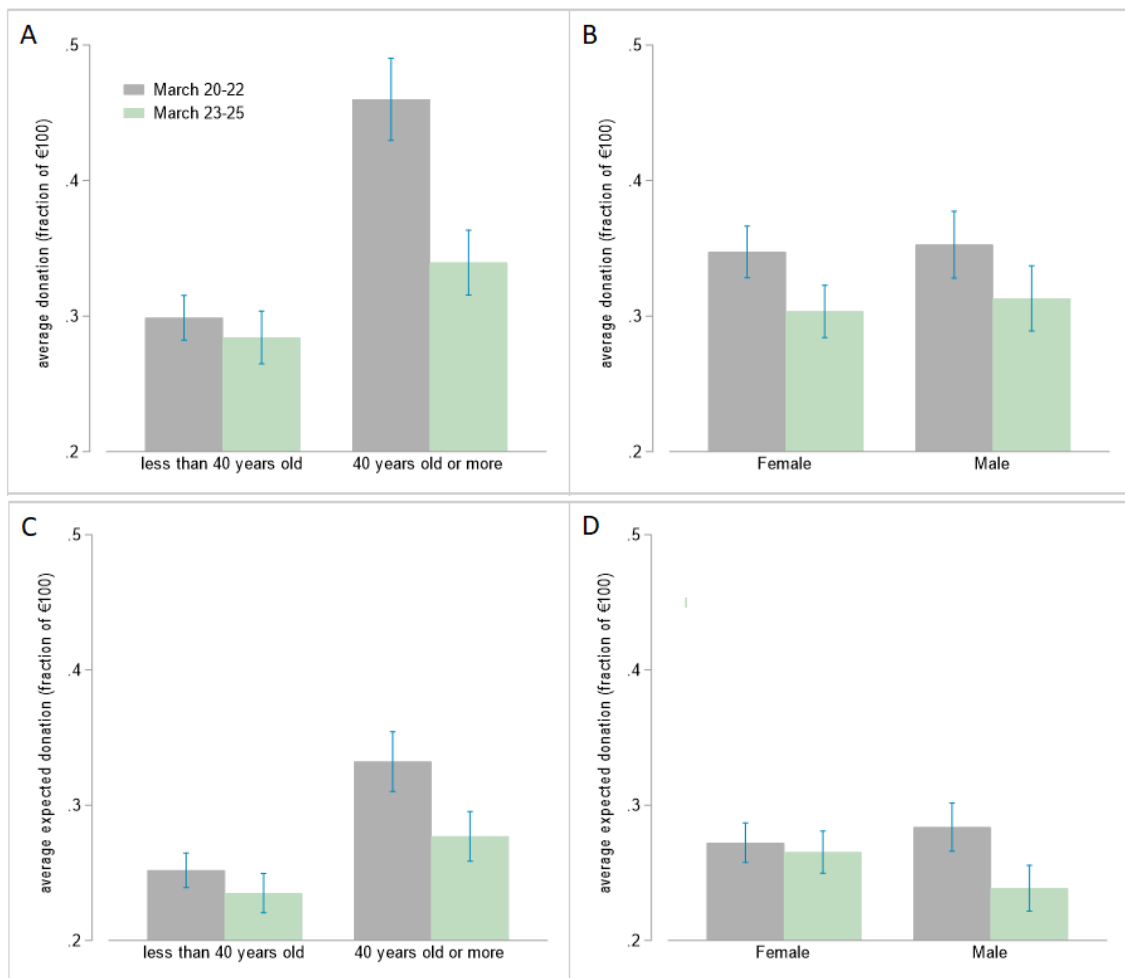 A
.5
.4
.3
.2
average donation (fraction of €100)
March 20-22
March 23-25
less than 40 years old
40 years old or more
B
.5
.4
.3
.2
average donation (fraction of €100)
Female
Male
C
.5
.4
.3
.2
average expected donation (fraction of €100)
less than 40 years old
40 years old or more
D
.5
.4
.3
.2
average expected donation (fraction of €100)
Female
Male